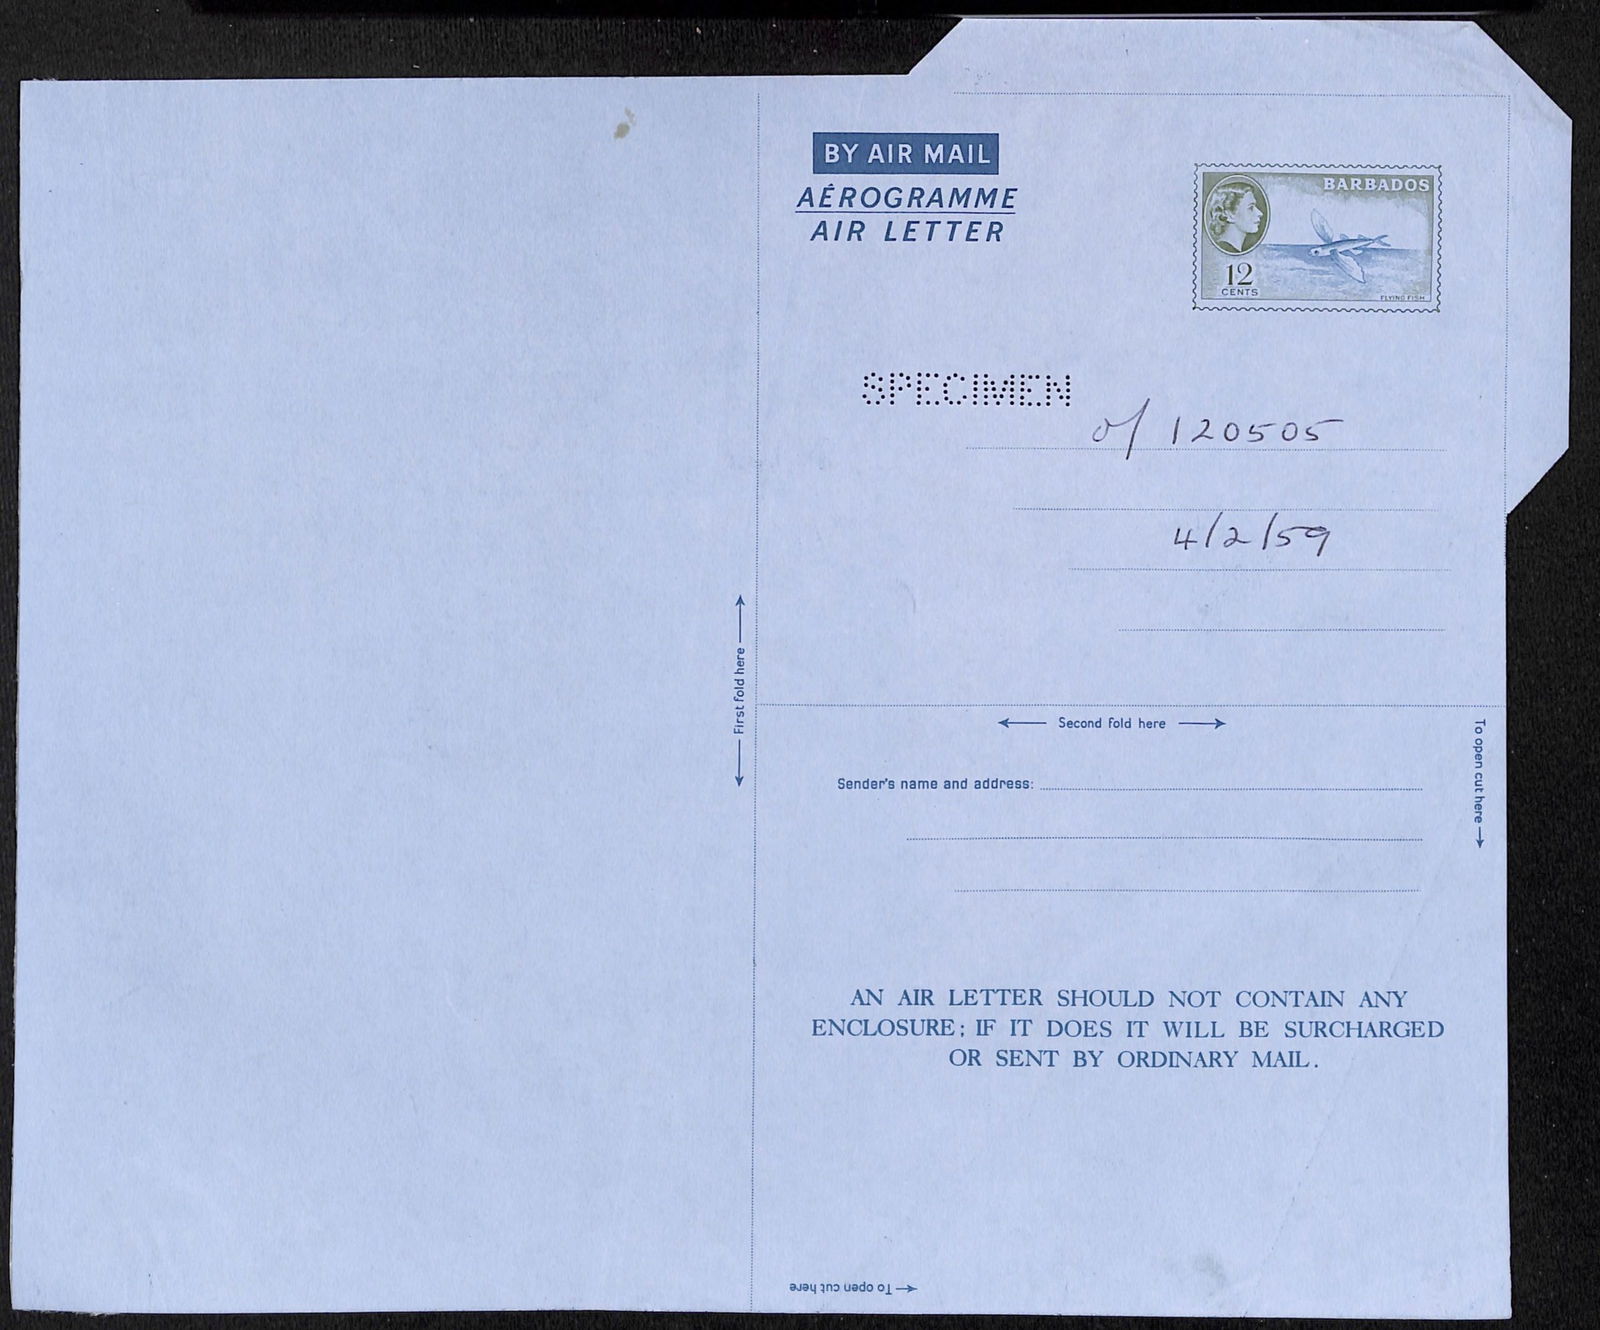 BY AIR MAIL
AÉROGRAMME
AIR LETTER
BARBADOS
12
CENTS
FLYING FISH
SPECIMEN
of 120505
4/2/59
First fold here
Second fold here
To open cut here
Sender's name and address:
AN AIR LETTER SHOULD NOT CONTAIN ANY
ENCLOSURE; IF IT DOES IT WILL BE SURCHARGED
OR SENT BY ORDINARY MAIL.
To open cut here